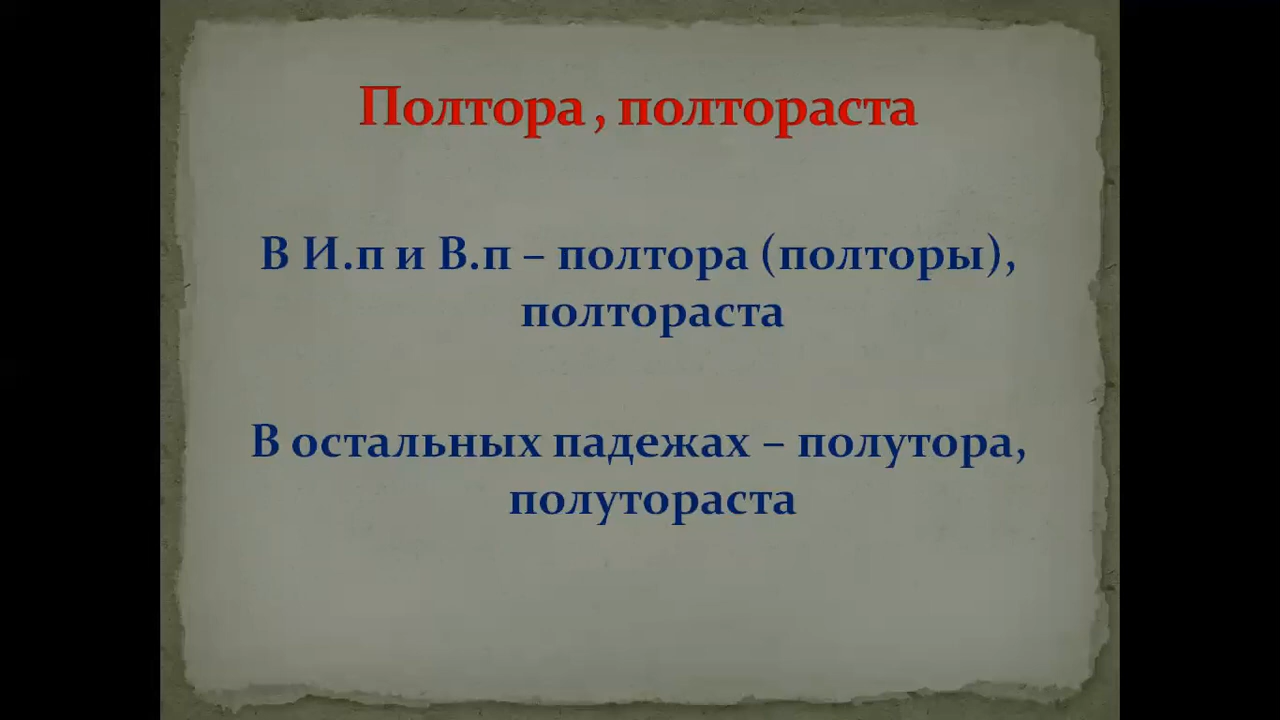 Полтора , полтораста
В И.п и В.п – полтора (полторы),
полтораста
В остальных падежах – полутора,
полутораста